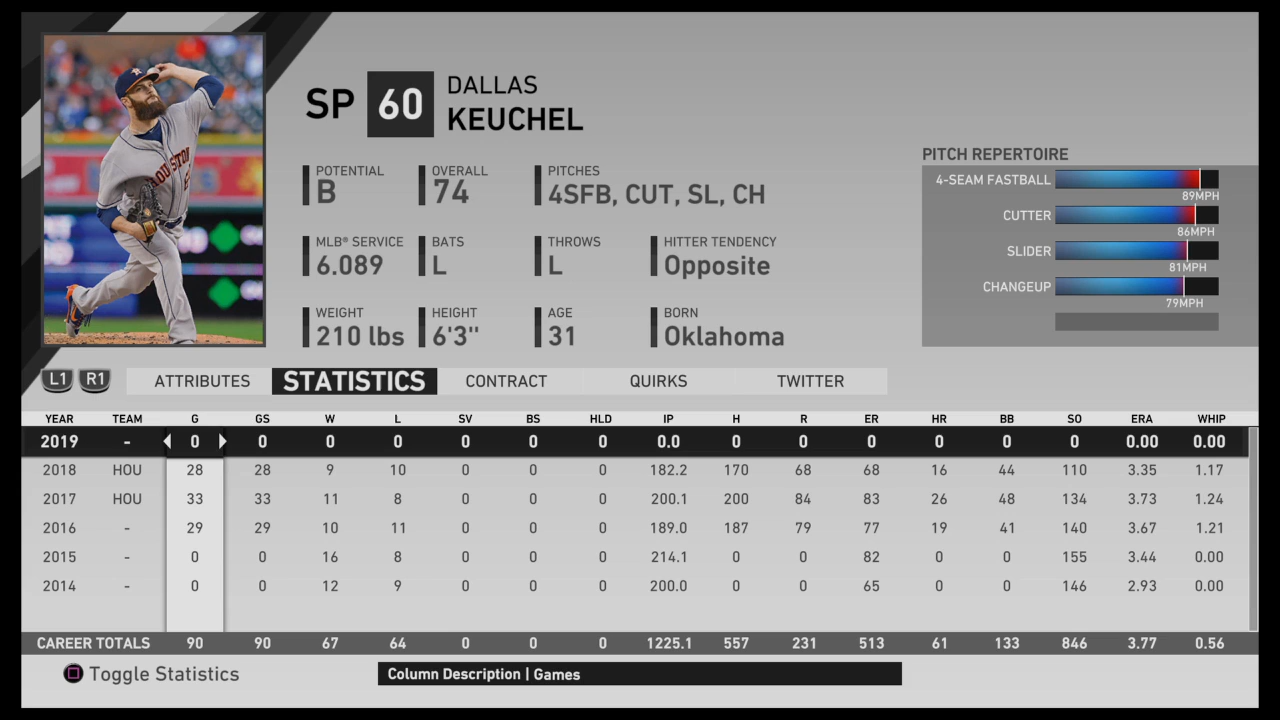 SP 60 DALLAS
KEUCHEL
POTENTIAL OVERALL PITCHES
B 74 4SFB, CUT, SL, CH
MLB® SERVICE BATS THROWS HITTER TENDENCY
6.089 L L Opposite
WEIGHT HEIGHT AGE BORN
210 lbs 6'3" 31 Oklahoma
PITCH REPERTOIRE
4-SEAM FASTBALL
89MPH
CUTTER
86MPH
SLIDER
81MPH
CHANGEUP
79MPH
HOUSTON
L1 R1 ATTRIBUTES STATISTICS CONTRACT QUIRKS TWITTER
YEAR TEAM G GS W L SV BS HLD IP H R ER HR BB SO ERA WHIP
2019 - 0 0 0 0 0 0 0 0.0 0 0 0 0 0 0 0.00 0.00
2018 HOU 28 28 9 10 0 0 0 182.2 170 68 68 16 44 110 3.35 1.17
2017 HOU 33 33 11 8 0 0 0 200.1 200 84 83 26 48 134 3.73 1.24
2016 - 29 29 10 11 0 0 0 189.0 187 79 77 19 41 140 3.67 1.21
2015 - 0 0 16 8 0 0 0 214.1 0 0 82 0 0 155 3.44 0.00
2014 - 0 0 12 9 0 0 0 200.0 0 0 65 0 0 146 2.93 0.00
CAREER TOTALS 90 90 67 64 0 0 0 1225.1 557 231 513 61 133 846 3.77 0.56
Toggle Statistics
Column Description | Games